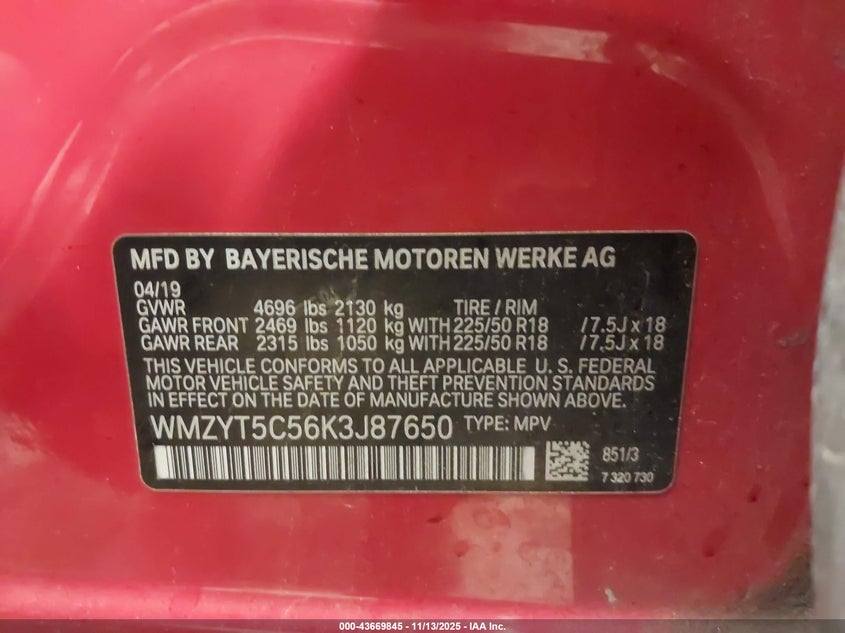 MFD BY BAYERISCHE MOTOREN WERKE AG
04/19
GVWR 4696 lbs 2130 kg TIRE / RIM
GAWR FRONT 2469 lbs 1120 kg WITH 225/50 R18 / 7.5J x 18
GAWR REAR 2315 lbs 1050 kg WITH 225/50 R18 / 7.5J x 18
THIS VEHICLE CONFORMS TO ALL APPLICABLE U. S. FEDERAL
MOTOR VEHICLE SAFETY AND THEFT PREVENTION STANDARDS
IN EFFECT ON THE DATE OF MANUFACTURE SHOWN ABOVE.
WMZYT5C56K3J87650 TYPE: MPV
851/3
7 320 730
000-43669845 - 11/13/2025 - IAA Inc.